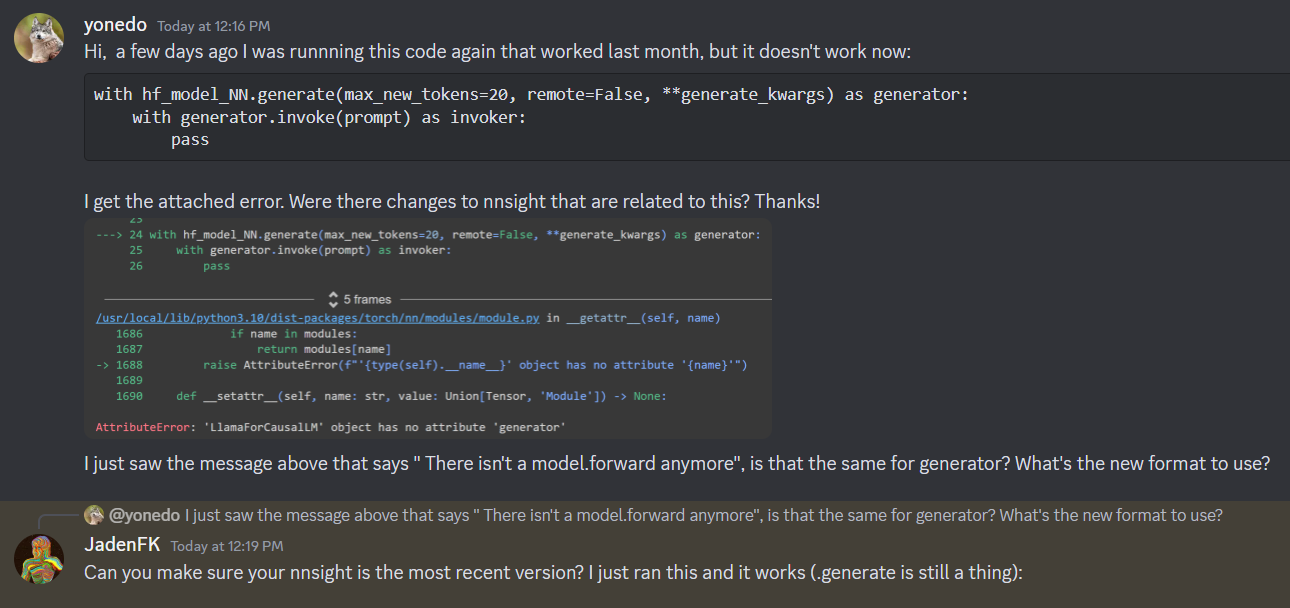 yonedo Today at 12:16 PM
Hi, a few days ago I was runnning this code again that worked last month, but it doesn't work now:
with hf_model_NN.generate(max_new_tokens=20, remote=False, **generate_kwargs) as generator:
with generator.invoke(prompt) as invoker:
pass
I get the attached error. Were there changes to nnsight that are related to this? Thanks!
23
---> 24 with hf_model_NN.generate(max_new_tokens=20, remote=False, **generate_kwargs) as generator:
25 with generator.invoke(prompt) as invoker:
26 pass
5 frames
/usr/local/lib/python3.10/dist-packages/torch/nn/modules/module.py in __getattr__(self, name)
1686 if name in modules:
1687 return modules[name]
-> 1688 raise AttributeError(f"'{type(self).__name__}' object has no attribute '{name}'")
1689
1690 def __setattr__(self, name: str, value: Union[Tensor, 'Module']) -> None:
AttributeError: 'LlamaForCausalLM' object has no attribute 'generator'
I just saw the message above that says " There isn't a model.forward anymore", is that the same for generator? What's the new format to use?
@yonedo I just saw the message above that says " There isn't a model.forward anymore", is that the same for generator? What's the new format to use?
JadenFK Today at 12:19 PM
Can you make sure your nnsight is the most recent version? I just ran this and it works (.generate is still a thing):